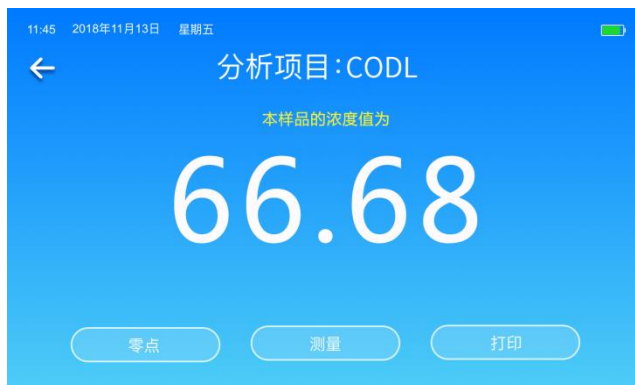 11:45 2018年11月13日 星期五
分析项目:CODL
本样品的浓度值为
66.68
零点 测量 打印